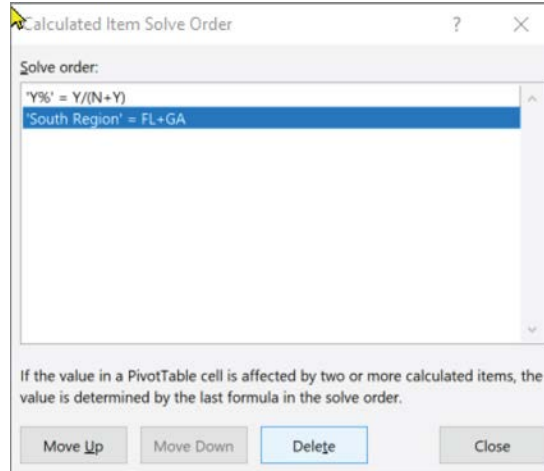 Calculated Item Solve Order ? ×
Solve order:
'Y%' = Y/(N+Y)
'South Region' = FL+GA
If the value in a PivotTable cell is affected by two or more calculated items, the
value is determined by the last formula in the solve order.
Move Up Move Down Delete Close